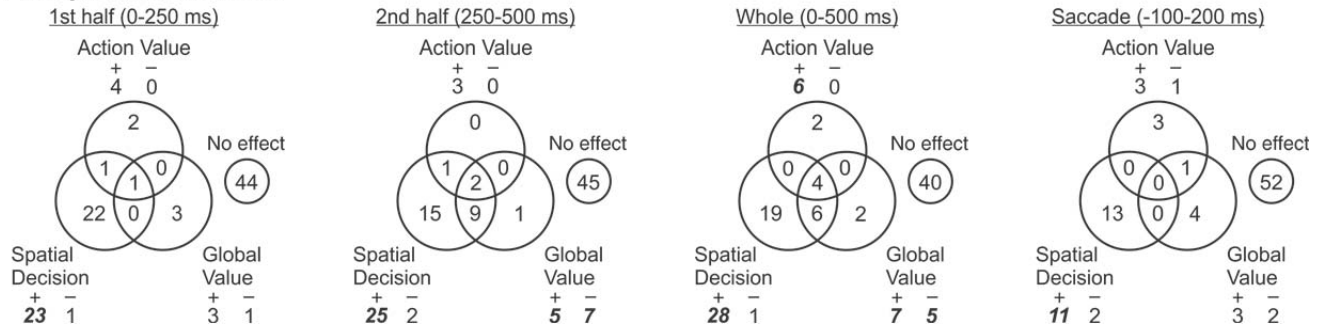 1st half (0-250 ms)
Action Value
+ –
4 0
2
No effect
1 0
1
44
22 0 3
Spatial Decision
+ –
23 1
Global Value
+ –
3 1
2nd half (250-500 ms)
Action Value
+ –
3 0
0
No effect
1 0
2
45
15 9 1
Spatial Decision
+ –
25 2
Global Value
+ –
5 7
Whole (0-500 ms)
Action Value
+ –
6 0
2
No effect
0 0
4
40
19 6 2
Spatial Decision
+ –
28 1
Global Value
+ –
7 5
Saccade (-100-200 ms)
Action Value
+ –
3 1
3
No effect
0 1
0
52
13 0 4
Spatial Decision
+ –
11 2
Global Value
+ –
3 2